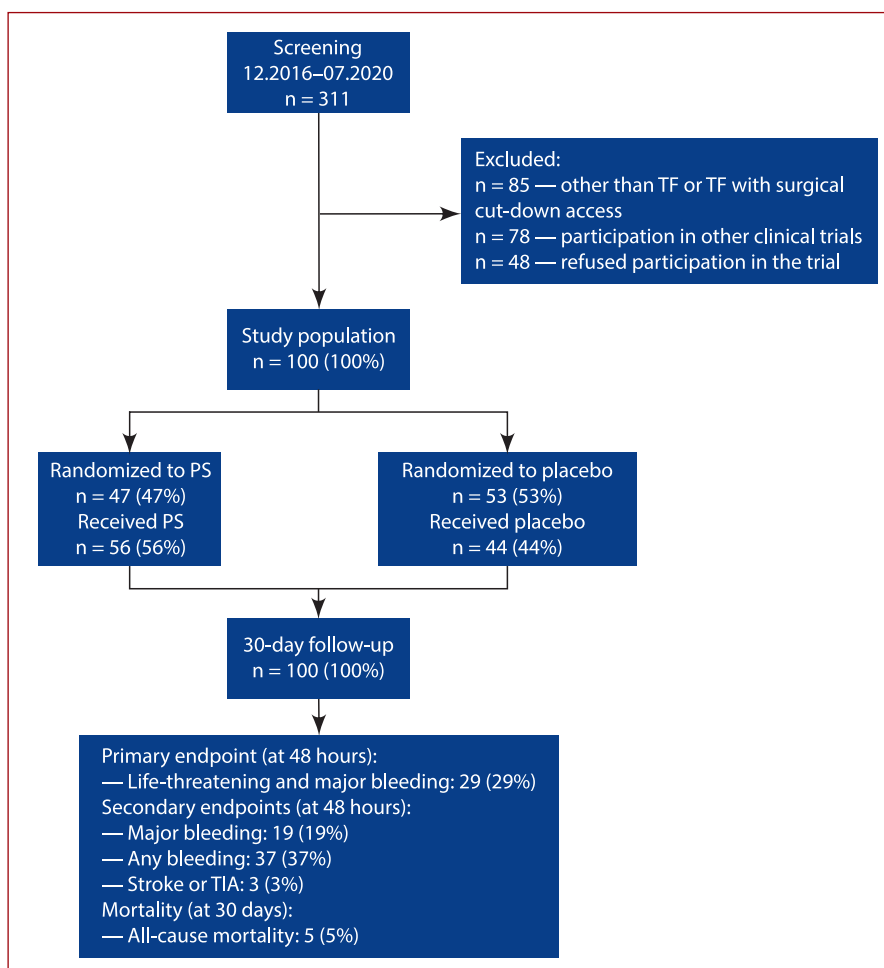 Screening
12.2016–07.2020
n = 311
Excluded:
n = 85 — other than TF or TF with surgical
cut-down access
n = 78 — participation in other clinical trials
n = 48 — refused participation in the trial
Study population
n = 100 (100%)
Randomized to PS
n = 47 (47%)
Received PS
n = 56 (56%)
Randomized to placebo
n = 53 (53%)
Received placebo
n = 44 (44%)
30-day follow-up
n = 100 (100%)
Primary endpoint (at 48 hours):
— Life-threatening and major bleeding: 29 (29%)
Secondary endpoints (at 48 hours):
— Major bleeding: 19 (19%)
— Any bleeding: 37 (37%)
— Stroke or TIA: 3 (3%)
Mortality (at 30 days):
— All-cause mortality: 5 (5%)